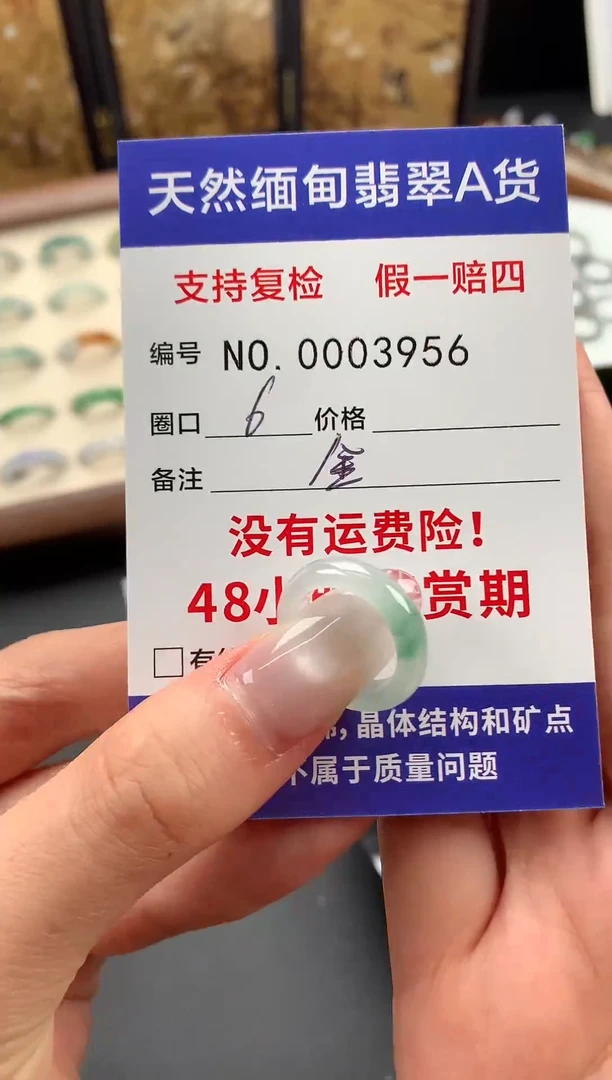 天然缅甸翡翠A货
支持复检 假一赔四
编号 NO.0003956
圈口 6 价格
备注
没有运费险！
48小 赏期
有
,晶体结构和矿点
不属于质量问题